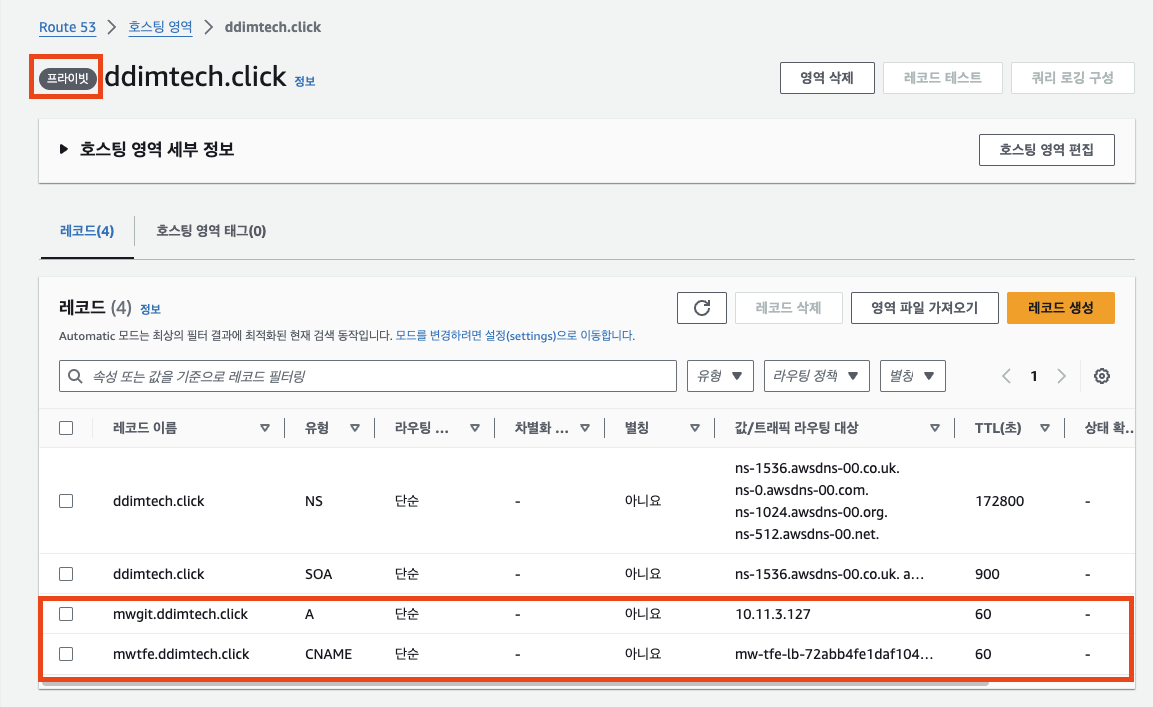 Route 53 > 호스팅 영역 > ddimtech.click
프라이빗 ddimtech.click 정보
영역 삭제 레코드 테스트 쿼리 로깅 구성
호스팅 영역 세부 정보 호스팅 영역 편집
레코드(4) 호스팅 영역 태그(0)
레코드 (4) 정보
레코드 삭제 영역 파일 가져오기 레코드 생성
Automatic 모드는 최상의 필터 결과에 최적화된 현재 검색 동작입니다. 모드를 변경하려면 설정(settings)으로 이동합니다.
속성 또는 값을 기준으로 레코드 필터링 유형 라우팅 정책 별칭 1
레코드 이름 유형 라우팅 ... 차별화 ... 별칭 값/트래픽 라우팅 대상 TTL(초) 상태 확...
ddimtech.click NS 단순 - 아니요 ns-1536.awsdns-00.co.uk. 172800 -
ns-0.awsdns-00.com.
ns-1024.awsdns-00.org.
ns-512.awsdns-00.net.
ddimtech.click SOA 단순 - 아니요 ns-1536.awsdns-00.co.uk. a... 900 -
mwgit.ddimtech.click A 단순 - 아니요 10.11.3.127 60 -
mwtfe.ddimtech.click CNAME 단순 - 아니요 mw-tfe-lb-72abb4fe1daf104... 60 -